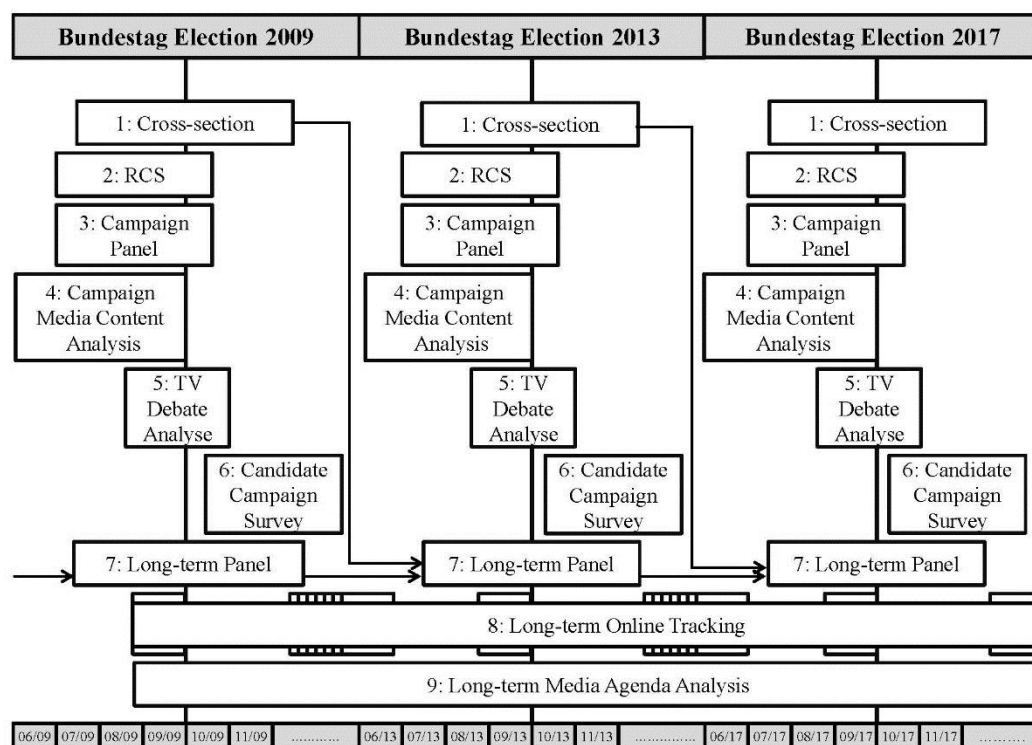 Bundestag Election 2009
Bundestag Election 2013
Bundestag Election 2017
1: Cross-section
1: Cross-section
1: Cross-section
2: RCS
2: RCS
2: RCS
3: Campaign
Panel
3: Campaign
Panel
3: Campaign
Panel
4: Campaign
Media Content
Analysis
4: Campaign
Media Content
Analysis
4: Campaign
Media Content
Analysis
5: TV
Debate
Analyse
5: TV
Debate
Analyse
5: TV
Debate
Analyse
6: Candidate
Campaign
Survey
6: Candidate
Campaign
Survey
6: Candidate
Campaign
Survey
7: Long-term Panel
7: Long-term Panel
7: Long-term Panel
8: Long-term Online Tracking
9: Long-term Media Agenda Analysis
06/09 07/09 08/09 09/09 10/09 11/09 ............ 06/13 07/13 08/13 09/13 10/13 11/13 ............... 06/17 07/17 08/17 09/17 10/17 11/17 ..........